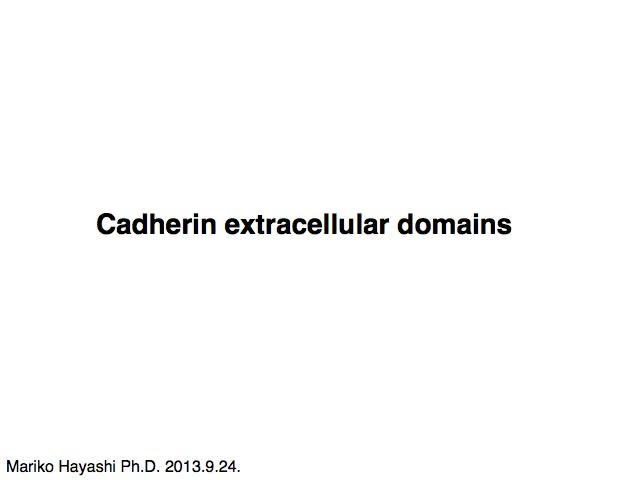 Cadherin extracellular domains
Mariko Hayashi Ph.D. 2013.9.24.